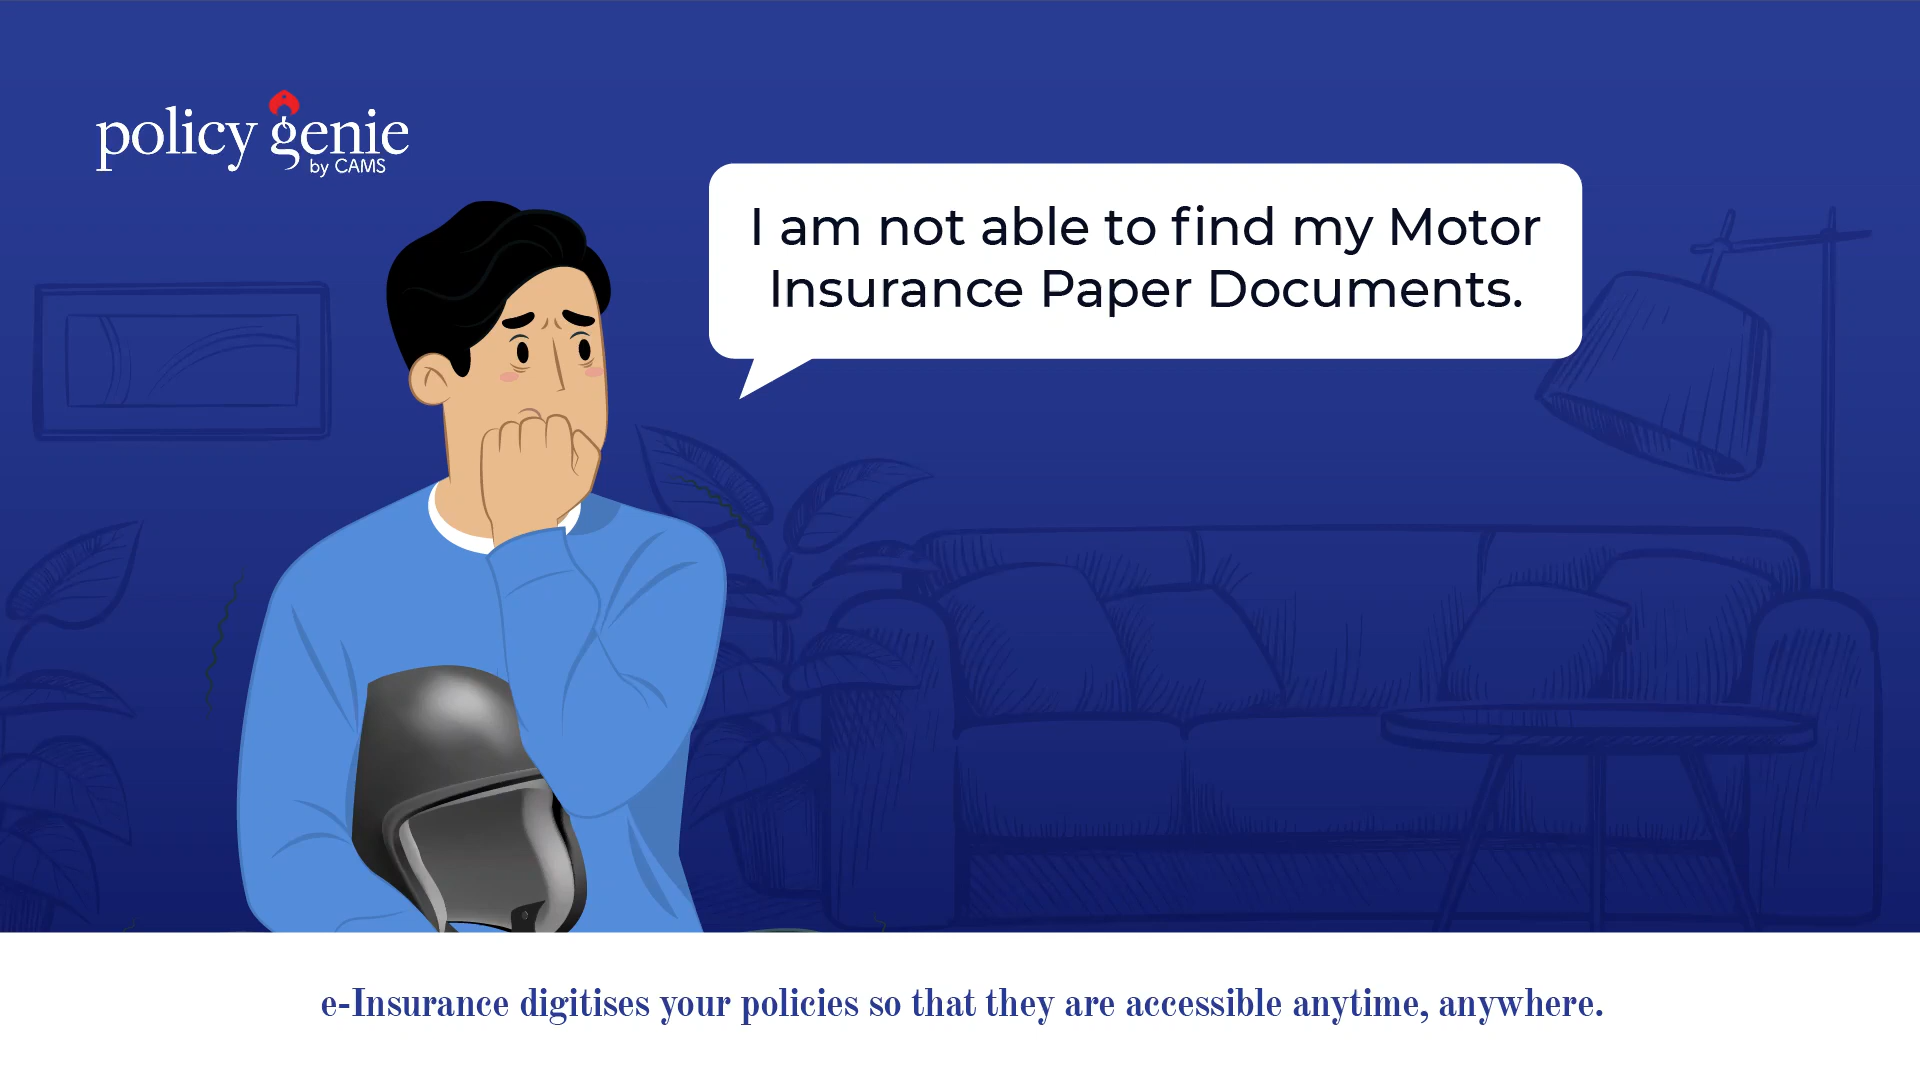 policy genie
by CAMS
I am not able to find my Motor
Insurance Paper Documents.
e-Insurance digitises your policies so that they are accessible anytime, anywhere.